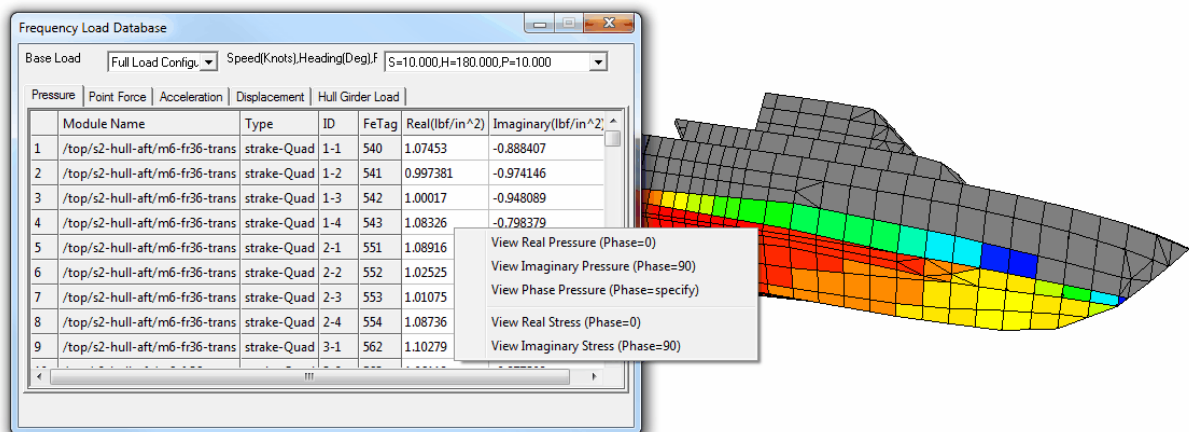 Frequency Load Database
Base Load Full Load Configu Speed(Knots),Heading(Deg),F S=10.000,H=180.000,P=10.000
Pressure Point Force Acceleration Displacement Hull Girder Load
Module Name Type ID FeTag Real(lbf/in^2) Imaginary(lbf/in^2)
1 /top/s2-hull-aft/m6-fr36-trans strake-Quad 1-1 540 1.07453 -0.888407
2 /top/s2-hull-aft/m6-fr36-trans strake-Quad 1-2 541 0.997381 -0.974146
3 /top/s2-hull-aft/m6-fr36-trans strake-Quad 1-3 542 1.00017 -0.948089
4 /top/s2-hull-aft/m6-fr36-trans strake-Quad 1-4 543 1.08326 -0.798379
5 /top/s2-hull-aft/m6-fr36-trans strake-Quad 2-1 551 1.08916
6 /top/s2-hull-aft/m6-fr36-trans strake-Quad 2-2 552 1.02525
7 /top/s2-hull-aft/m6-fr36-trans strake-Quad 2-3 553 1.01075
8 /top/s2-hull-aft/m6-fr36-trans strake-Quad 2-4 554 1.08736
9 /top/s2-hull-aft/m6-fr36-trans strake-Quad 3-1 562 1.10279
View Real Pressure (Phase=0)
View Imaginary Pressure (Phase=90)
View Phase Pressure (Phase=specify)
View Real Stress (Phase=0)
View Imaginary Stress (Phase=90)